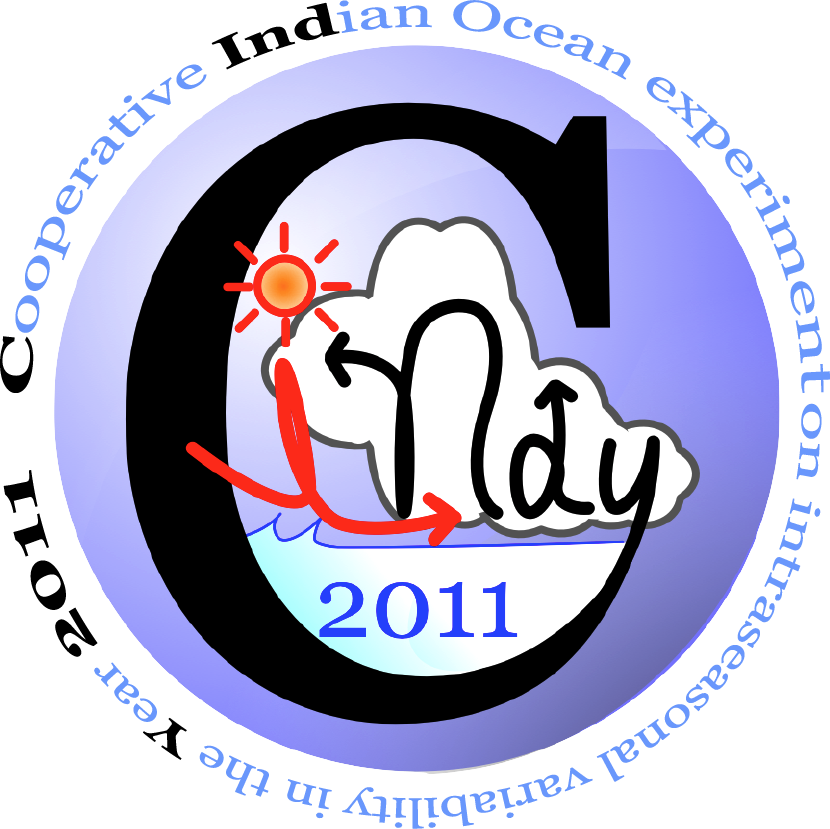 Cooperative Indian Ocean experiment on intraseasonal variability in the Year 2011
Cindy
2011